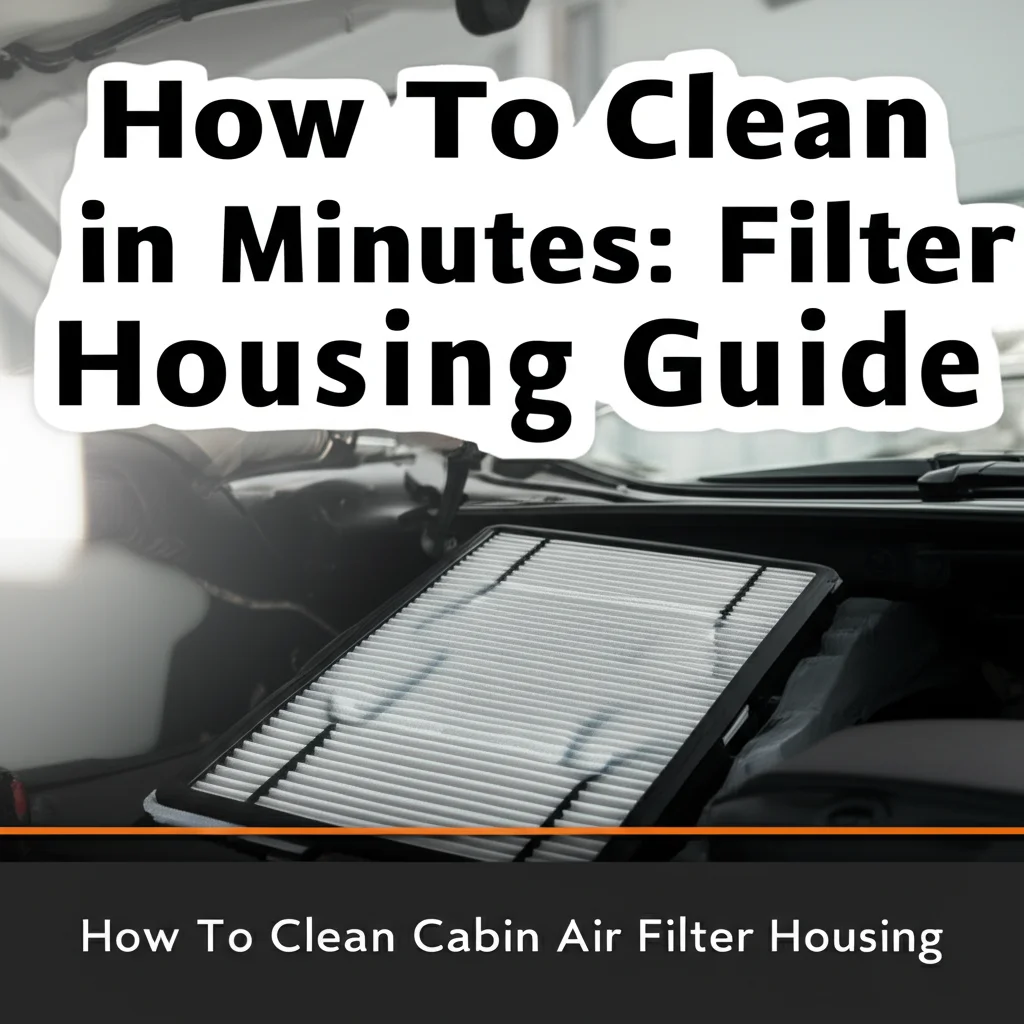 How To Clean
in Minutes: Filter
Housing Guide
How To Clean Cabin Air Filter Housing